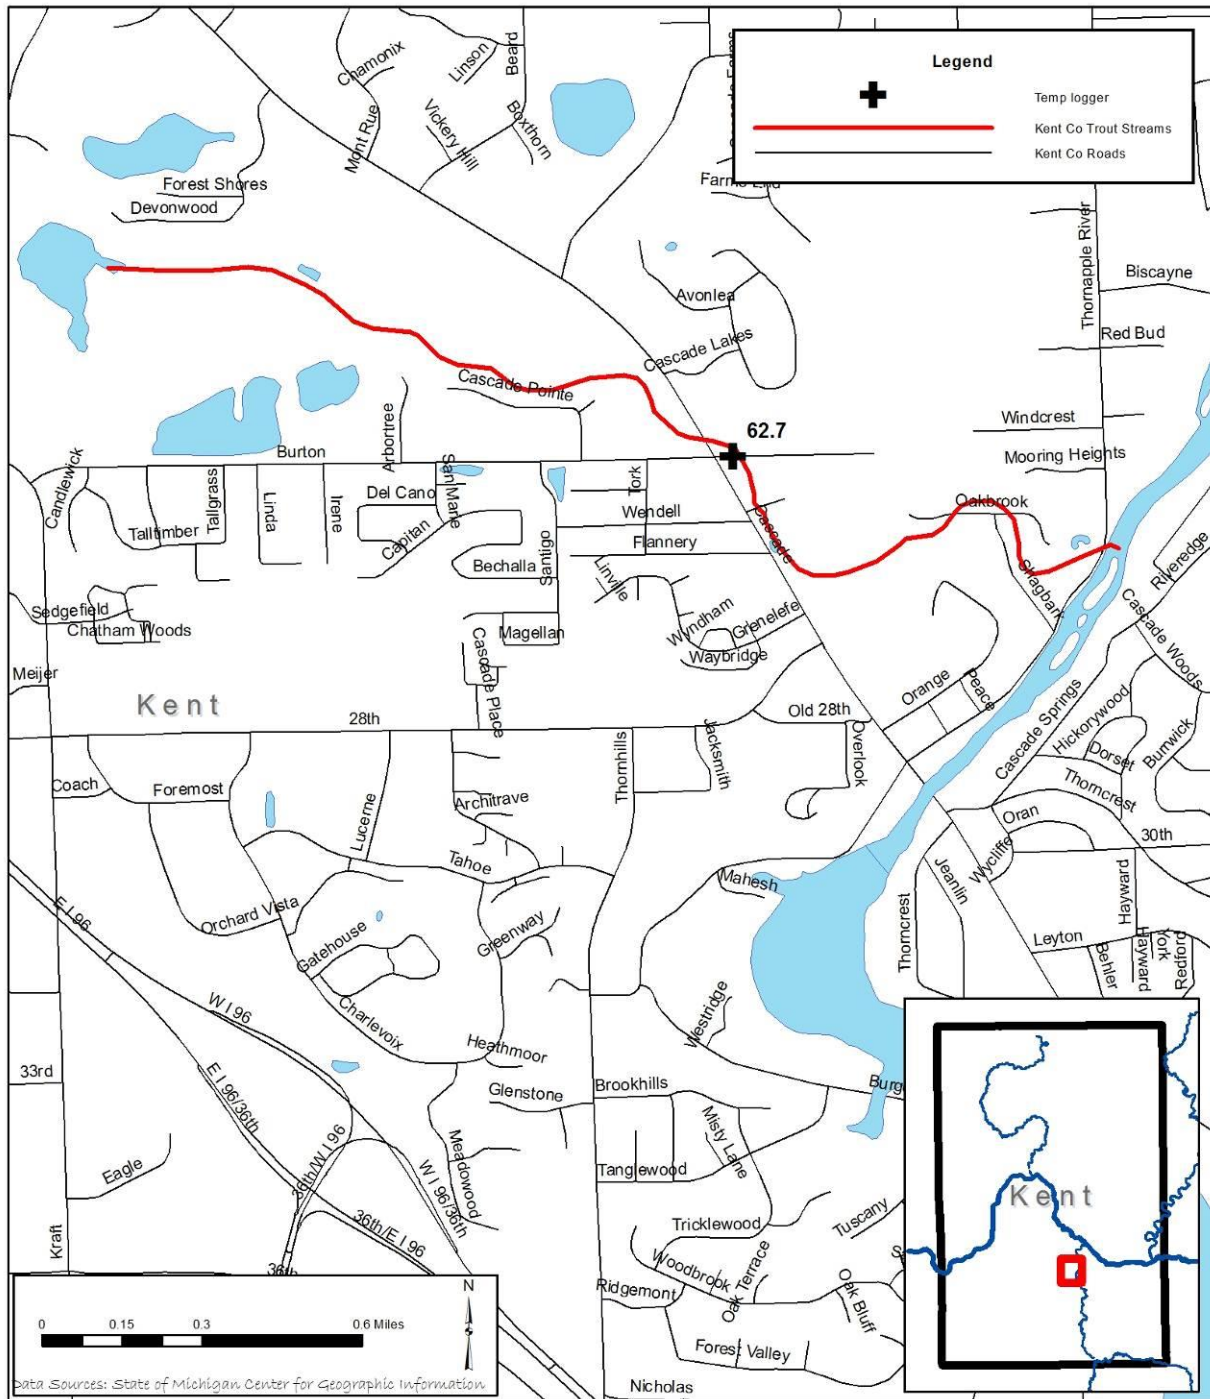 Legend
Temp logger
Kent Co Trout Streams
Kent Co Roads
Chamonix
Linson
Beard
Mont Rue
Vickery Hill
Boxthorn
Forest Shores
Devonwood
Thornapple River
Biscayne
Avonlea
Red Bud
Cascade Lakes
Cascade Pointe
Windcrest
62.7
Mooring Heights
Arbortree
Burton
Candlewick
Talltimber
Tallgrass
Linda
Irene
Del Cano
San Marie
Capitan
Bechalla
Santigo
Tork
Wendell
Flannery
Linville
Cascade
Oakbrook
Shagbark
Riveredge
Cascade Woods
Sedgefield
Chatham Woods
Magellan
Wyndham
Grenelefe
Waybridge
Meijer
Cascade Place
Kent
28th
Old 28th
Orange
Peace
Cascade Springs
Hickorywood
Dorset
Burrwick
Thorncrest
Coach
Foremost
Lucerne
Architrave
Thornhills
Jacksmith
Overlook
Oran
Wycliffe
30th
Tahoe
Mahesh
Jeanlin
Hayward
E I 96
Orchard Vista
Gatehouse
Greenway
Thorncrest
Leyton
Behler
Hayward
York
Redford
W I 96
Charlevoix
Heathmoor
Westridge
33rd
E I 96/36th
Glenstone
Brookhills
Misty Lane
Eagle
36th/W I 96
Meadowood
W I 96/36th
Tanglewood
Tricklewood
Tuscany
Kraft
36th/E I 96
Woodbrook
Oak Terrace
Ridgemont
Oak Bluff
Forest Valley
Nicholas
Kent
N
0 0.15 0.3 0.6 Miles
Data Sources: State of Michigan Center for Geographic Information